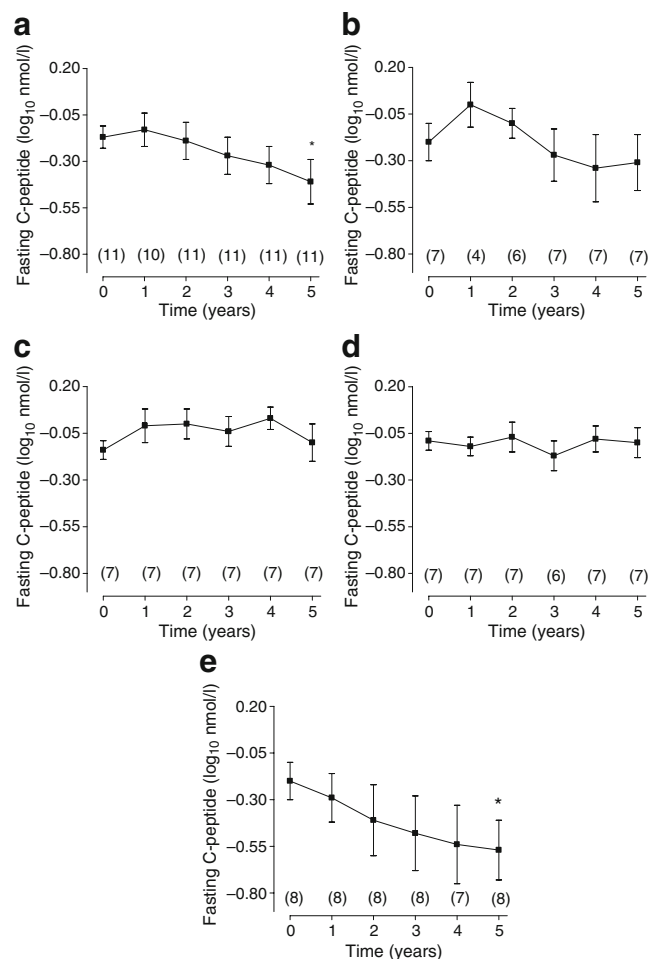 a
Fasting C-peptide (log10 nmol/l)
0.20
–0.05
–0.30
–0.55
–0.80
*
(11) (10) (11) (11) (11) (11)
0 1 2 3 4 5
Time (years)
b
Fasting C-peptide (log10 nmol/l)
0.20
–0.05
–0.30
–0.55
–0.80
(7) (4) (6) (7) (7) (7)
0 1 2 3 4 5
Time (years)
c
Fasting C-peptide (log10 nmol/l)
0.20
–0.05
–0.30
–0.55
–0.80
(7) (7) (7) (7) (7) (7)
0 1 2 3 4 5
Time (years)
d
Fasting C-peptide (log10 nmol/l)
0.20
–0.05
–0.30
–0.55
–0.80
(7) (7) (7) (6) (7) (7)
0 1 2 3 4 5
Time (years)
e
Fasting C-peptide (log10 nmol/l)
0.20
–0.05
–0.30
–0.55
–0.80
*
(8) (8) (8) (8) (7) (8)
0 1 2 3 4 5
Time (years)